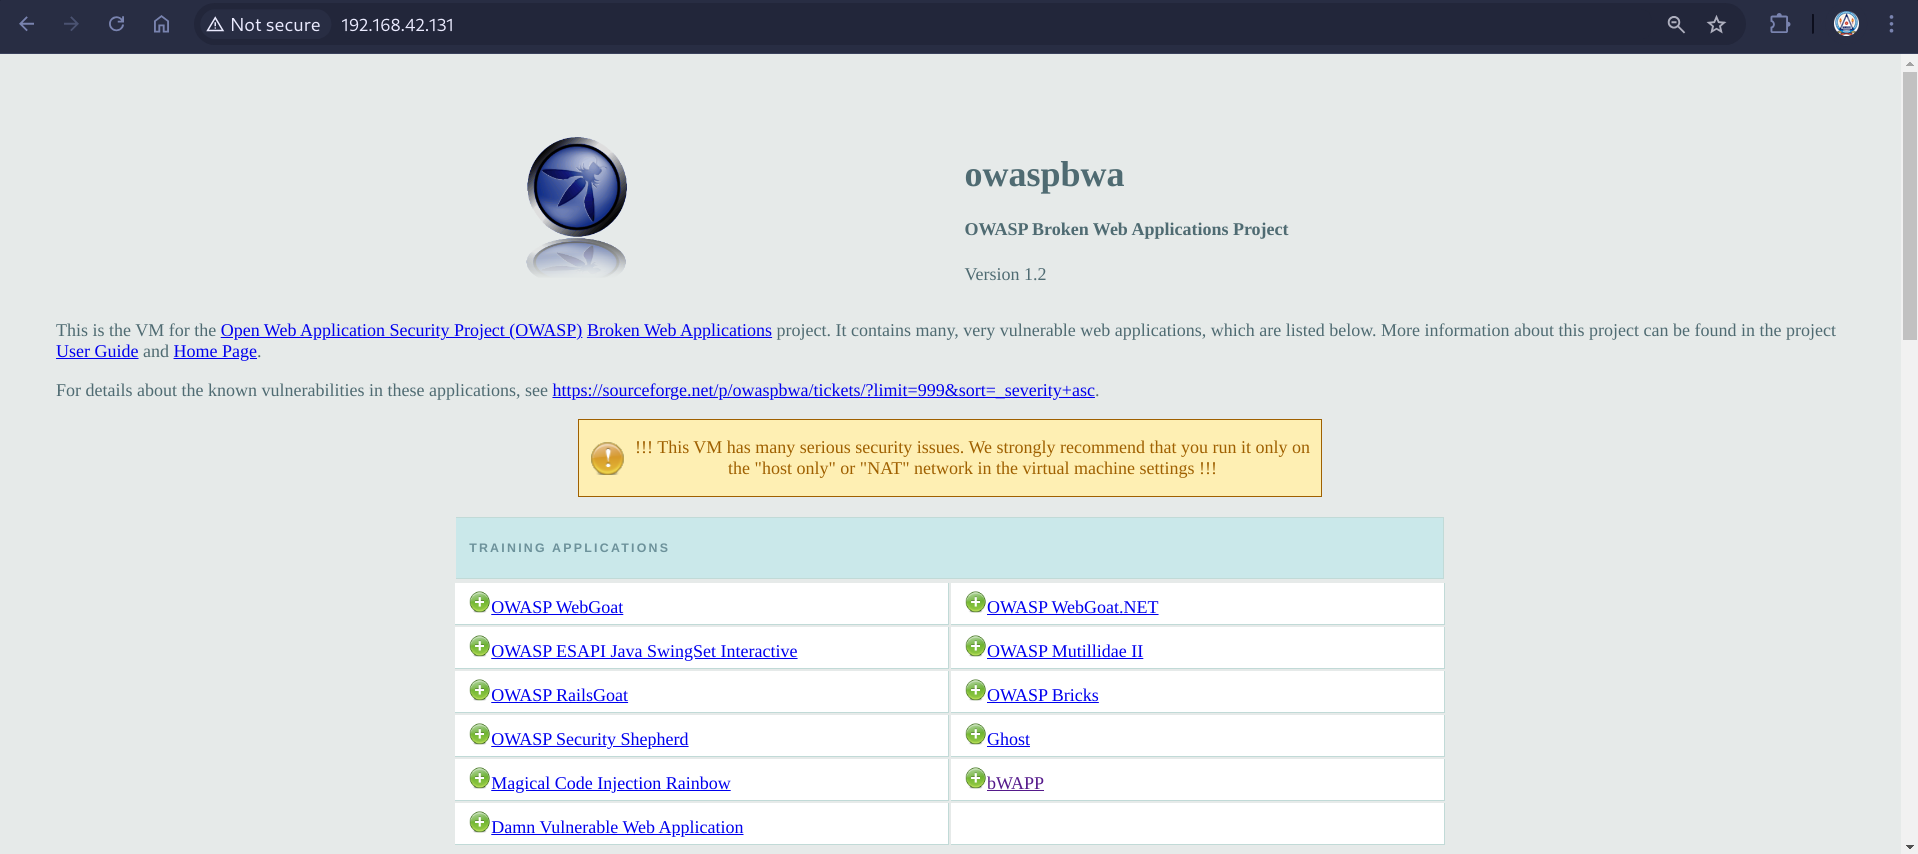 Not secure 192.168.42.131
owaspbwa
OWASP Broken Web Applications Project
Version 1.2
This is the VM for the Open Web Application Security Project (OWASP) Broken Web Applications project. It contains many, very vulnerable web applications, which are listed below. More information about this project can be found in the project
User Guide and Home Page.
For details about the known vulnerabilities in these applications, see https://sourceforge.net/p/owaspbwa/tickets/?limit=999&sort=_severity+asc.
!!! This VM has many serious security issues. We strongly recommend that you run it only on
the "host only" or "NAT" network in the virtual machine settings !!!
TRAINING APPLICATIONS
OWASP WebGoat
OWASP WebGoat.NET
OWASP ESAPI Java SwingSet Interactive
OWASP Mutillidae II
OWASP RailsGoat
OWASP Bricks
OWASP Security Shepherd
Ghost
Magical Code Injection Rainbow
bWAPP
Damn Vulnerable Web Application